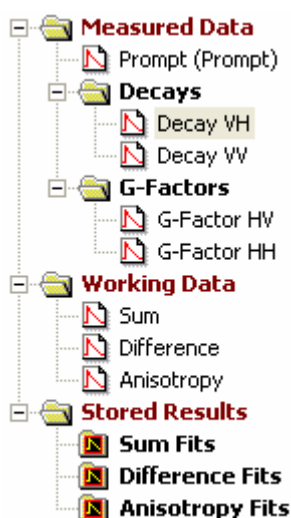 Measured Data
Prompt (Prompt)
Decays
Decay VH
Decay VV
G-Factors
G-Factor HV
G-Factor HH
Working Data
Sum
Difference
Anisotropy
Stored Results
Sum Fits
Difference Fits
Anisotropy Fits